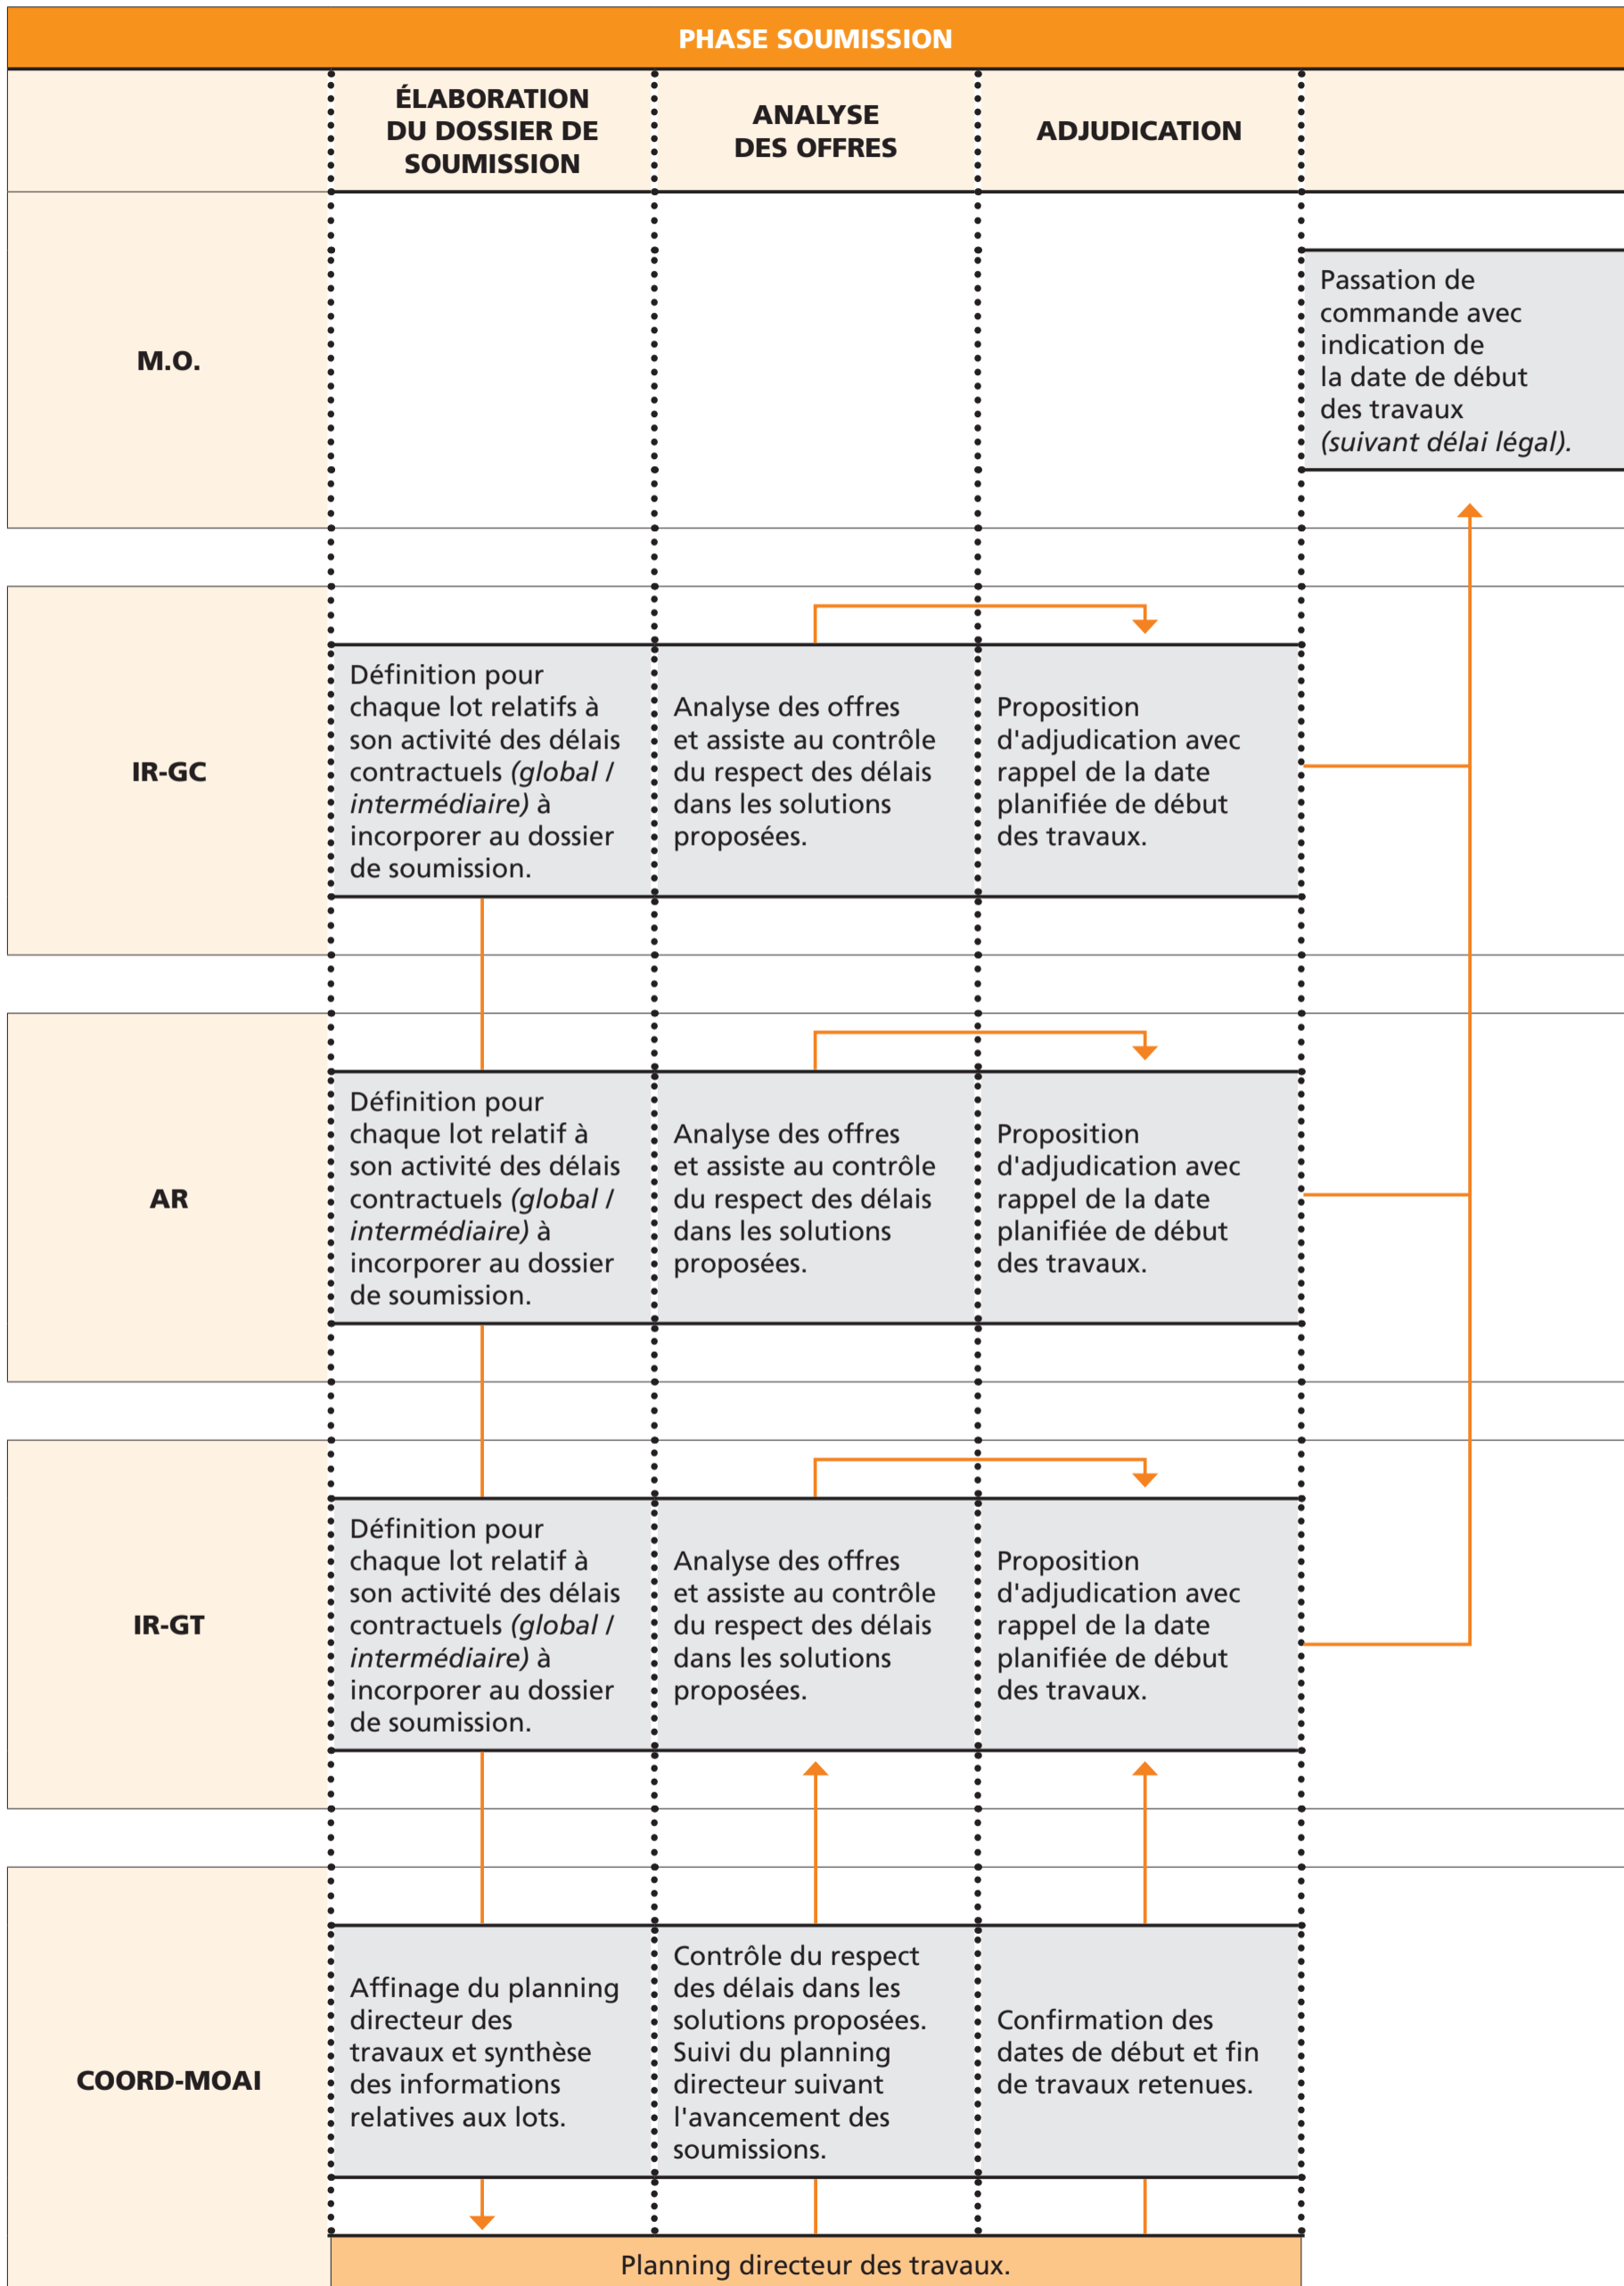 PHASE SOUMISSION
ÉLABORATION
DU DOSSIER DE
SOUMISSION
ANALYSE
DES OFFRES
ADJUDICATION
M.O.
Passation de
commande avec
indication de
la date de début
des travaux
(suivant délai légal).
IR-GC
Définition pour
chaque lot relatifs à
son activité des délais
contractuels (global /
intermédiaire) à
incorporer au dossier
de soumission.
Analyse des offres
et assiste au contrôle
du respect des délais
dans les solutions
proposées.
Proposition
d'adjudication avec
rappel de la date
planifiée de début
des travaux.
AR
Définition pour
chaque lot relatif à
son activité des délais
contractuels (global /
intermédiaire) à
incorporer au dossier
de soumission.
Analyse des offres
et assiste au contrôle
du respect des délais
dans les solutions
proposées.
Proposition
d'adjudication avec
rappel de la date
planifiée de début
des travaux.
IR-GT
Définition pour
chaque lot relatif à
son activité des délais
contractuels (global /
intermédiaire) à
incorporer au dossier
de soumission.
Analyse des offres
et assiste au contrôle
du respect des délais
dans les solutions
proposées.
Proposition
d'adjudication avec
rappel de la date
planifiée de début
des travaux.
COORD-MOAI
Affinage du planning
directeur des
travaux et synthèse
des informations
relatives aux lots.
Contrôle du respect
des délais dans les
solutions proposées.
Suivi du planning
directeur suivant
l'avancement des
soumissions.
Confirmation des
dates de début et fin
de travaux retenues.
Planning directeur des travaux.